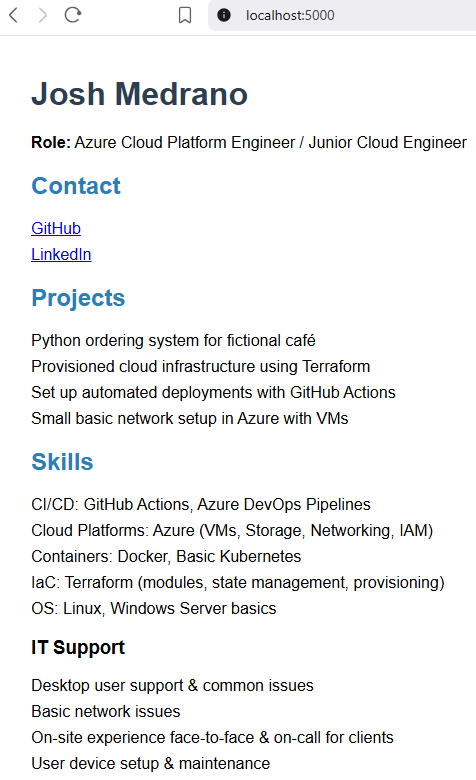 localhost:5000
Josh Medrano
Role: Azure Cloud Platform Engineer / Junior Cloud Engineer
Contact
GitHub
LinkedIn
Projects
Python ordering system for fictional café
Provisioned cloud infrastructure using Terraform
Set up automated deployments with GitHub Actions
Small basic network setup in Azure with VMs
Skills
CI/CD: GitHub Actions, Azure DevOps Pipelines
Cloud Platforms: Azure (VMs, Storage, Networking, IAM)
Containers: Docker, Basic Kubernetes
IaC: Terraform (modules, state management, provisioning)
OS: Linux, Windows Server basics
IT Support
Desktop user support & common issues
Basic network issues
On-site experience face-to-face & on-call for clients
User device setup & maintenance